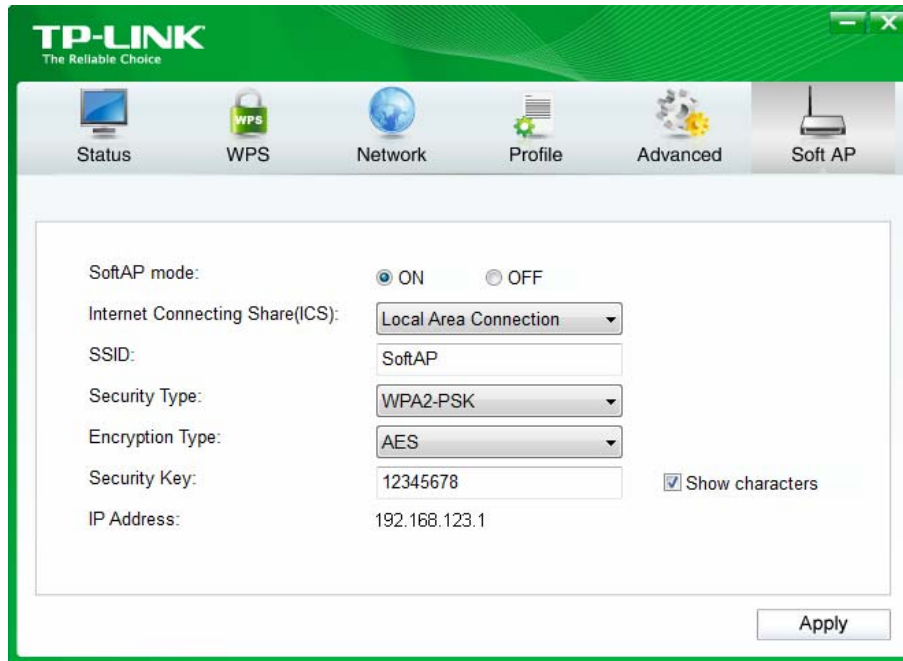 TP-LINK
The Reliable Choice
WPS
Status WPS Network Profile Advanced Soft AP
SoftAP mode: ON OFF
Internet Connecting Share(ICS): Local Area Connection
SSID: SoftAP
Security Type: WPA2-PSK
Encryption Type: AES
Security Key: 12345678 Show characters
IP Address: 192.168.123.1
Apply